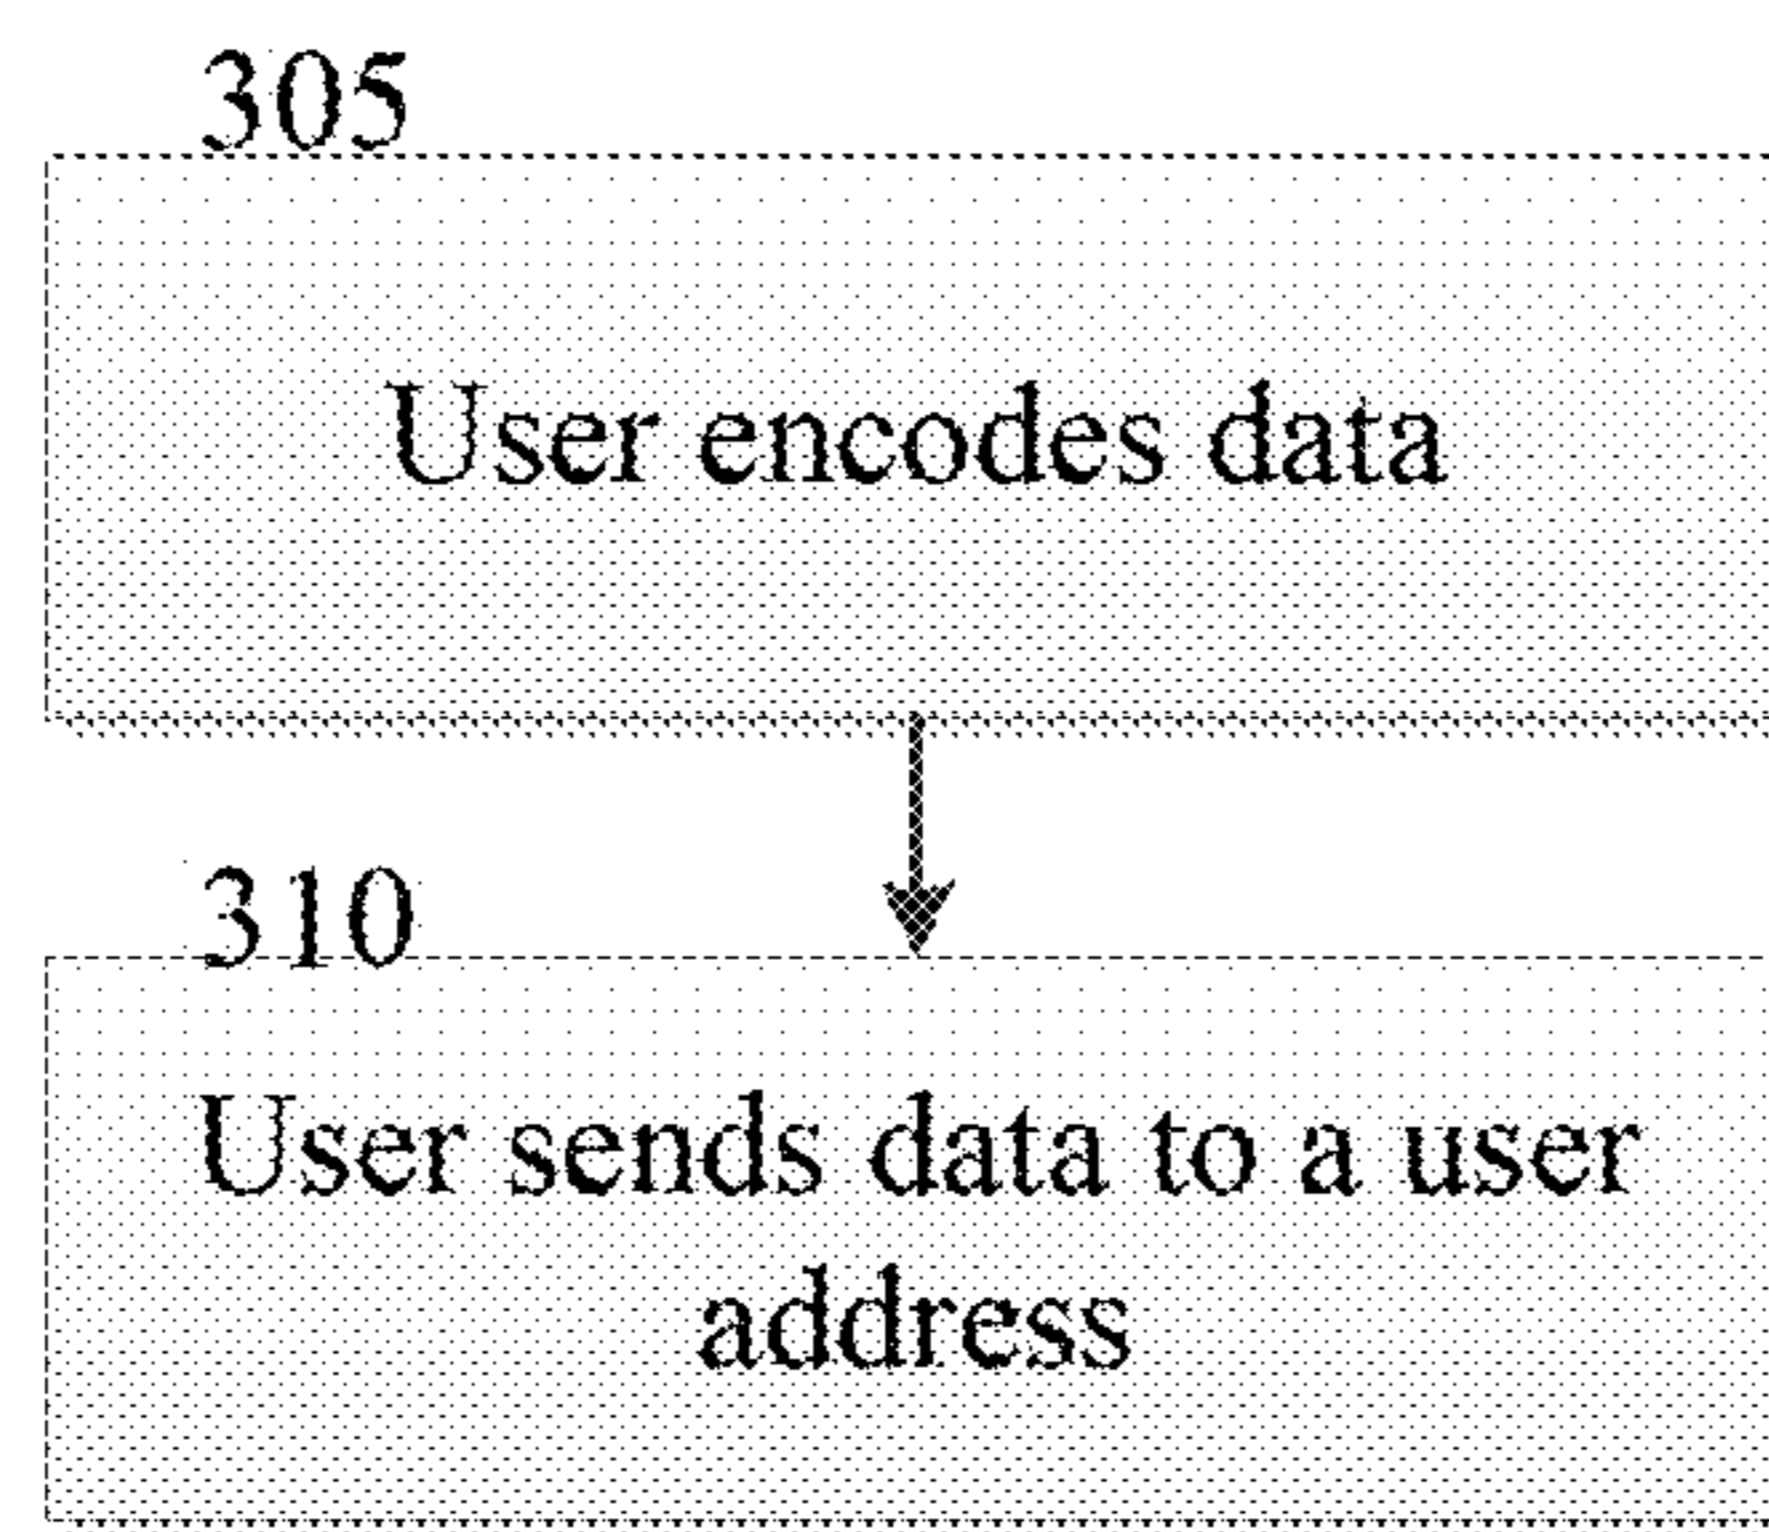 305
User encodes data
310
User sends data to a user
address